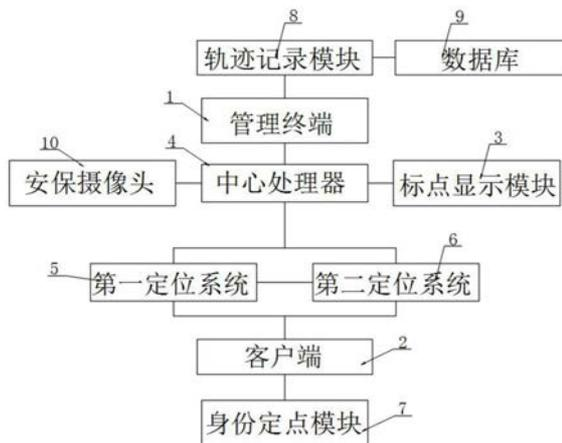 8
9
轨迹记录模块
数据库
1
管理终端
10
4
3
安保摄像头
中心处理器
标点显示模块
5
6
第一定位系统
第二定位系统
客户端
2
身份定点模块
7